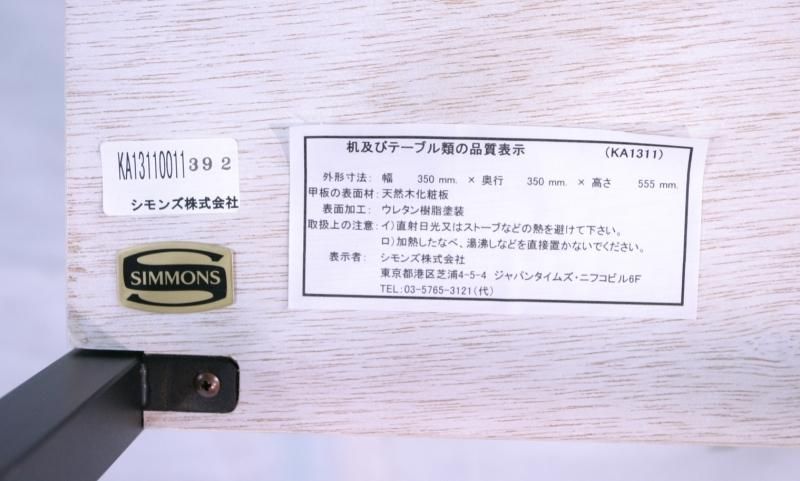 KA13110011392
シモンズ株式会社
SIMMONS
机及びテーブル類の品質表示 (KA1311)
外形寸法: 幅 350 mm. × 奥行 350 mm. × 高さ 555 mm.
甲板の表面材: 天然木化粧板
表面加工: ウレタン樹脂塗装
取扱上の注意: イ)直射日光又はストーブなどの熱を避けて下さい。
ロ)加熱したなべ、湯沸しなどを直接置かないでください。
表示者: シモンズ株式会社
東京都港区芝浦4-5-4 ジャパンタイムズ・ニフコビル6F
TEL:03-5765-3121(代)